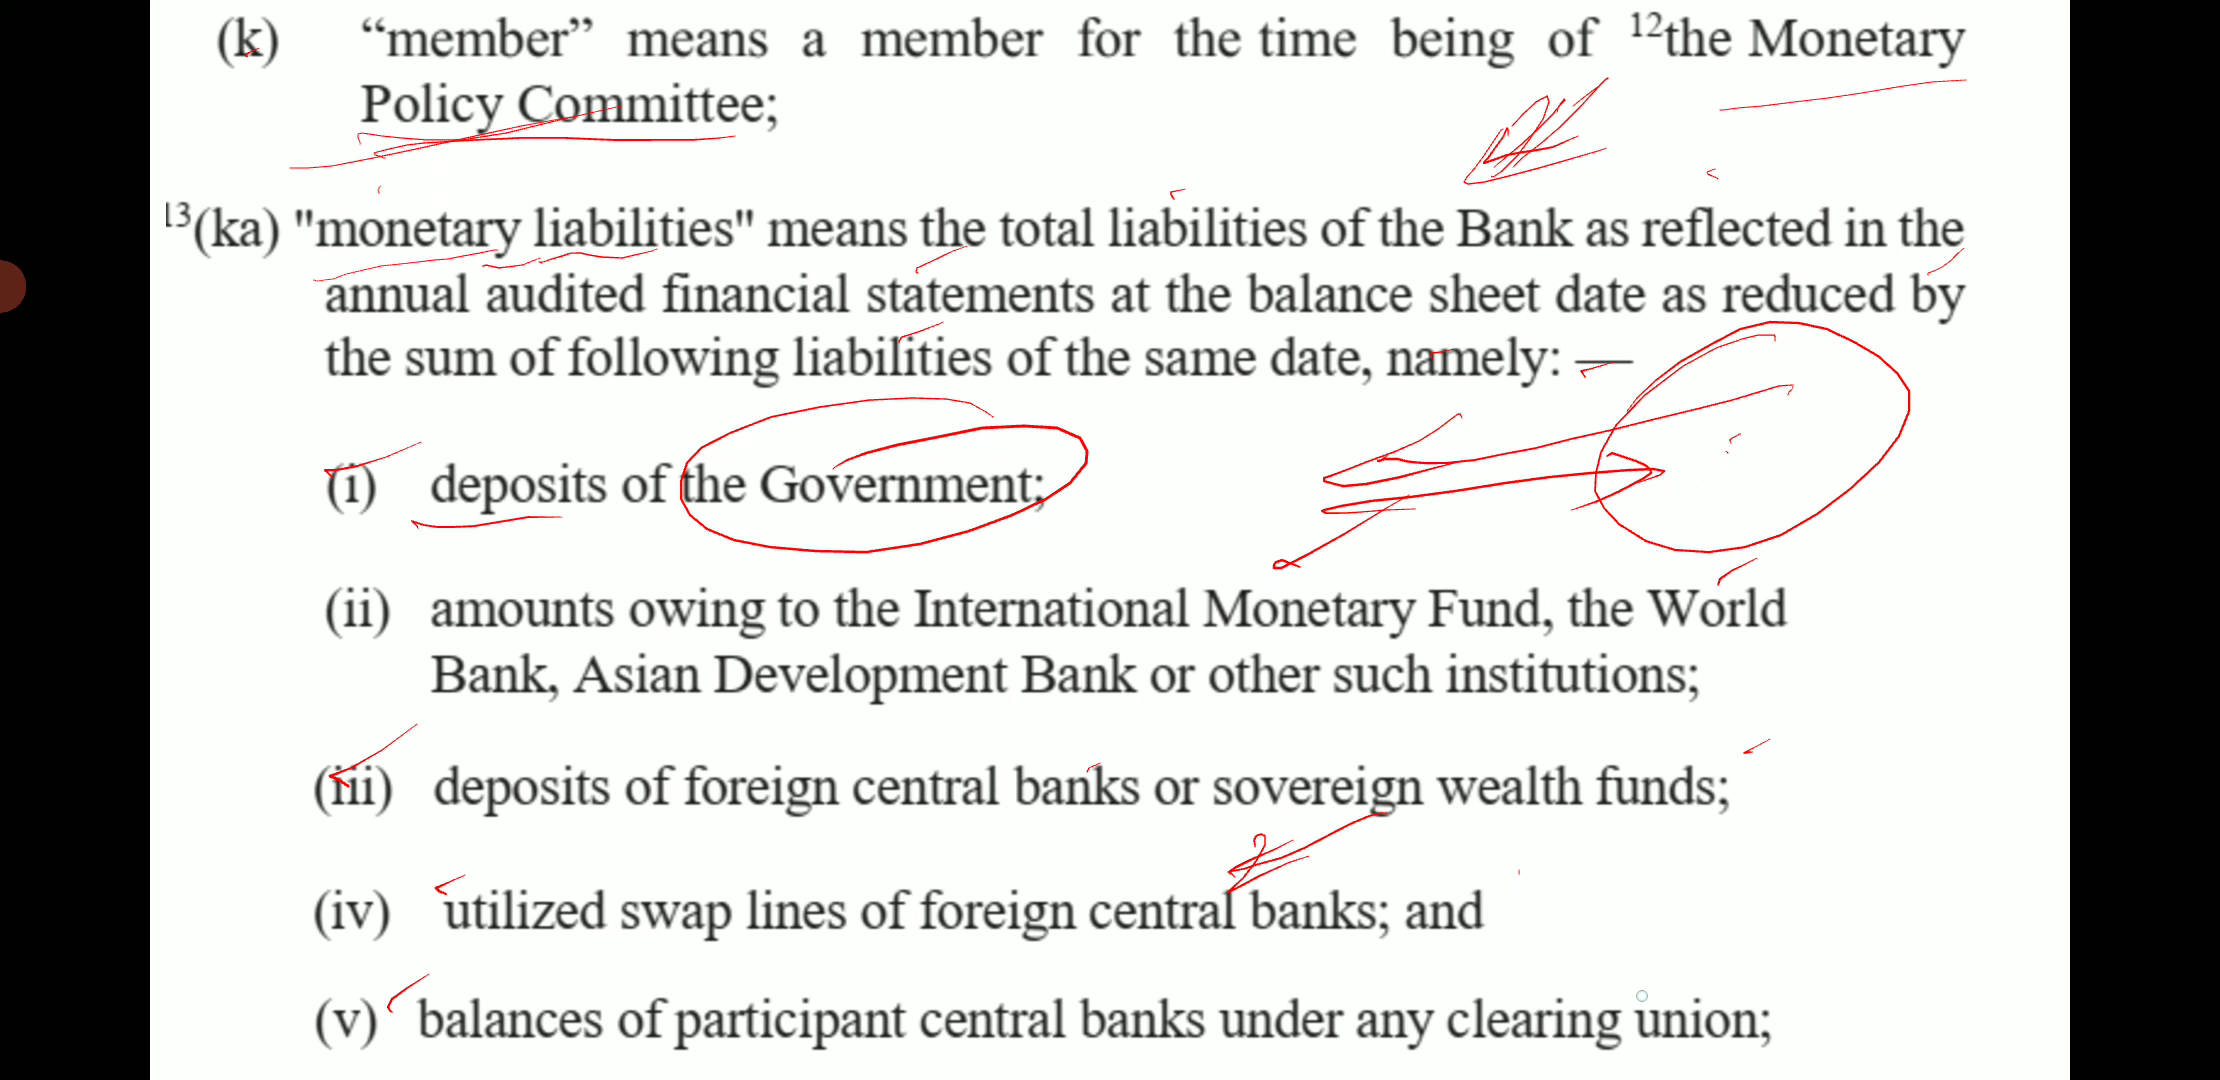 (k) “member” means a member for the time being of ¹²the Monetary
Policy Committee;
¹³(ka) "monetary liabilities" means the total liabilities of the Bank as reflected in the
annual audited financial statements at the balance sheet date as reduced by
the sum of following liabilities of the same date, namely: —
(i) deposits of the Government;
(ii) amounts owing to the International Monetary Fund, the World
Bank, Asian Development Bank or other such institutions;
(iii) deposits of foreign central banks or sovereign wealth funds;
(iv) utilized swap lines of foreign central banks; and
(v) balances of participant central banks under any clearing union;